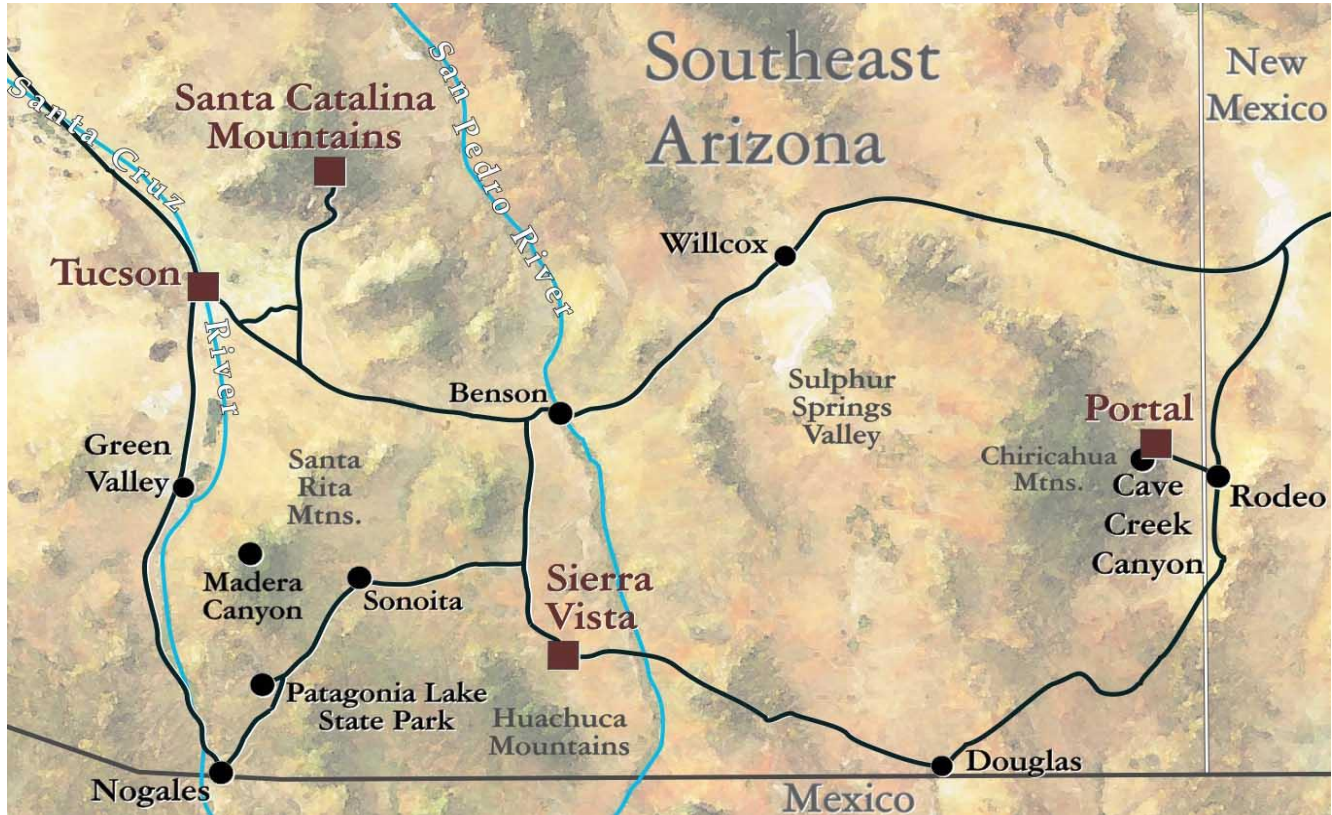 Southeast
Arizona
New
Mexico
Santa Catalina
Mountains
San Pedro River
Santa Cruz
River
Tucson
Willcox
Benson
Sulphur
Springs
Valley
Portal
Chiricahua
Mtns.
Cave
Creek
Canyon
Rodeo
Green
Valley
Santa
Rita
Mtns.
Madera
Canyon
Sonoita
Sierra
Vista
Patagonia Lake
State Park
Huachuca
Mountains
Nogales
Douglas
Mexico